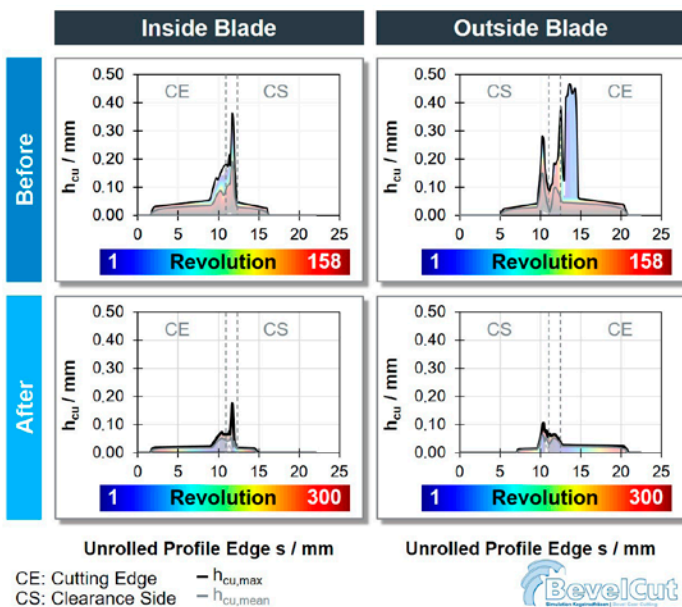 Inside Blade
Outside Blade
Before
h_cu / mm
0.50
0.40
0.30
0.20
0.10
0.00
CE
CS
0 5 10 15 20 25
1 Revolution 158
h_cu / mm
0.50
0.40
0.30
0.20
0.10
0.00
CS
CE
0 5 10 15 20 25
1 Revolution 158
After
h_cu / mm
0.50
0.40
0.30
0.20
0.10
0.00
CE
CS
0 5 10 15 20 25
1 Revolution 300
h_cu / mm
0.50
0.40
0.30
0.20
0.10
0.00
CS
CE
0 5 10 15 20 25
1 Revolution 300
Unrolled Profile Edge s / mm
Unrolled Profile Edge s / mm
CE: Cutting Edge
CS: Clearance Side
h_cu,max
h_cu,mean
BevelCut
Simulation Kegelradfräsen | Bevel Gear Cutting